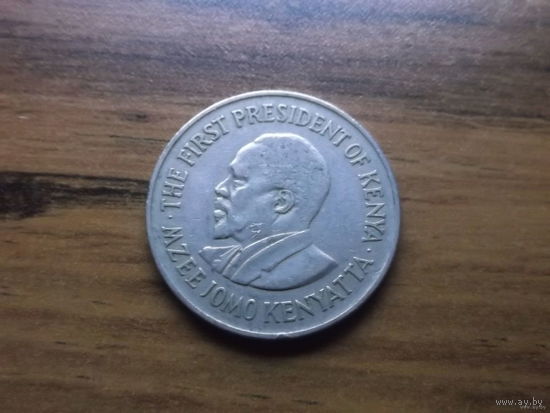 · THE FIRST PRESIDENT OF KENYA ·
MZEE JOMO KENYATTA
www.ay.by